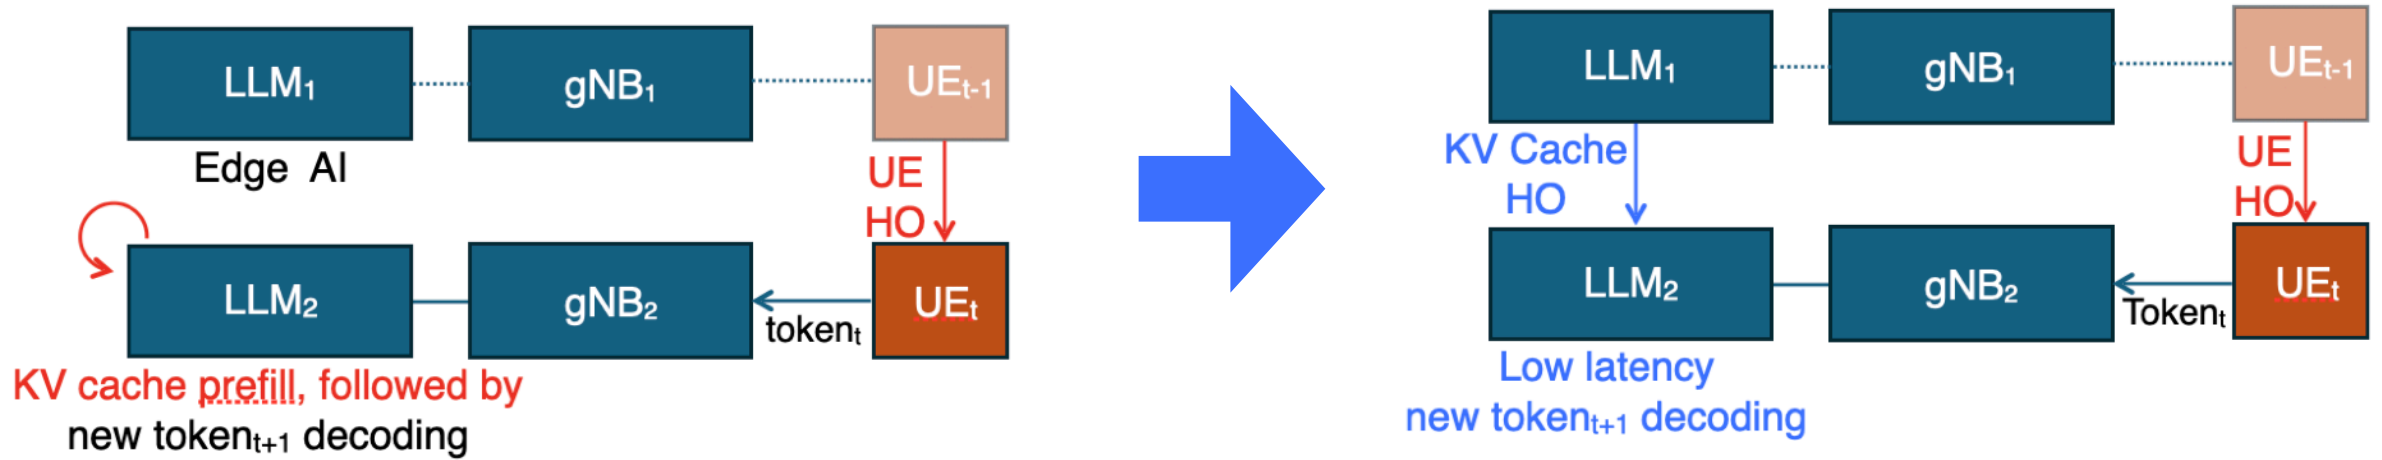 LLM₁
gNB₁
UEₜ₋₁
Edge AI
UE
HO
LLM₂
gNB₂
tokenₜ
UEₜ
KV cache prefill, followed by
new tokenₜ₊₁ decoding
LLM₁
gNB₁
UEₜ₋₁
KV Cache
HO
UE
HO
LLM₂
gNB₂
Tokenₜ
UEₜ
Low latency
new tokenₜ₊₁ decoding